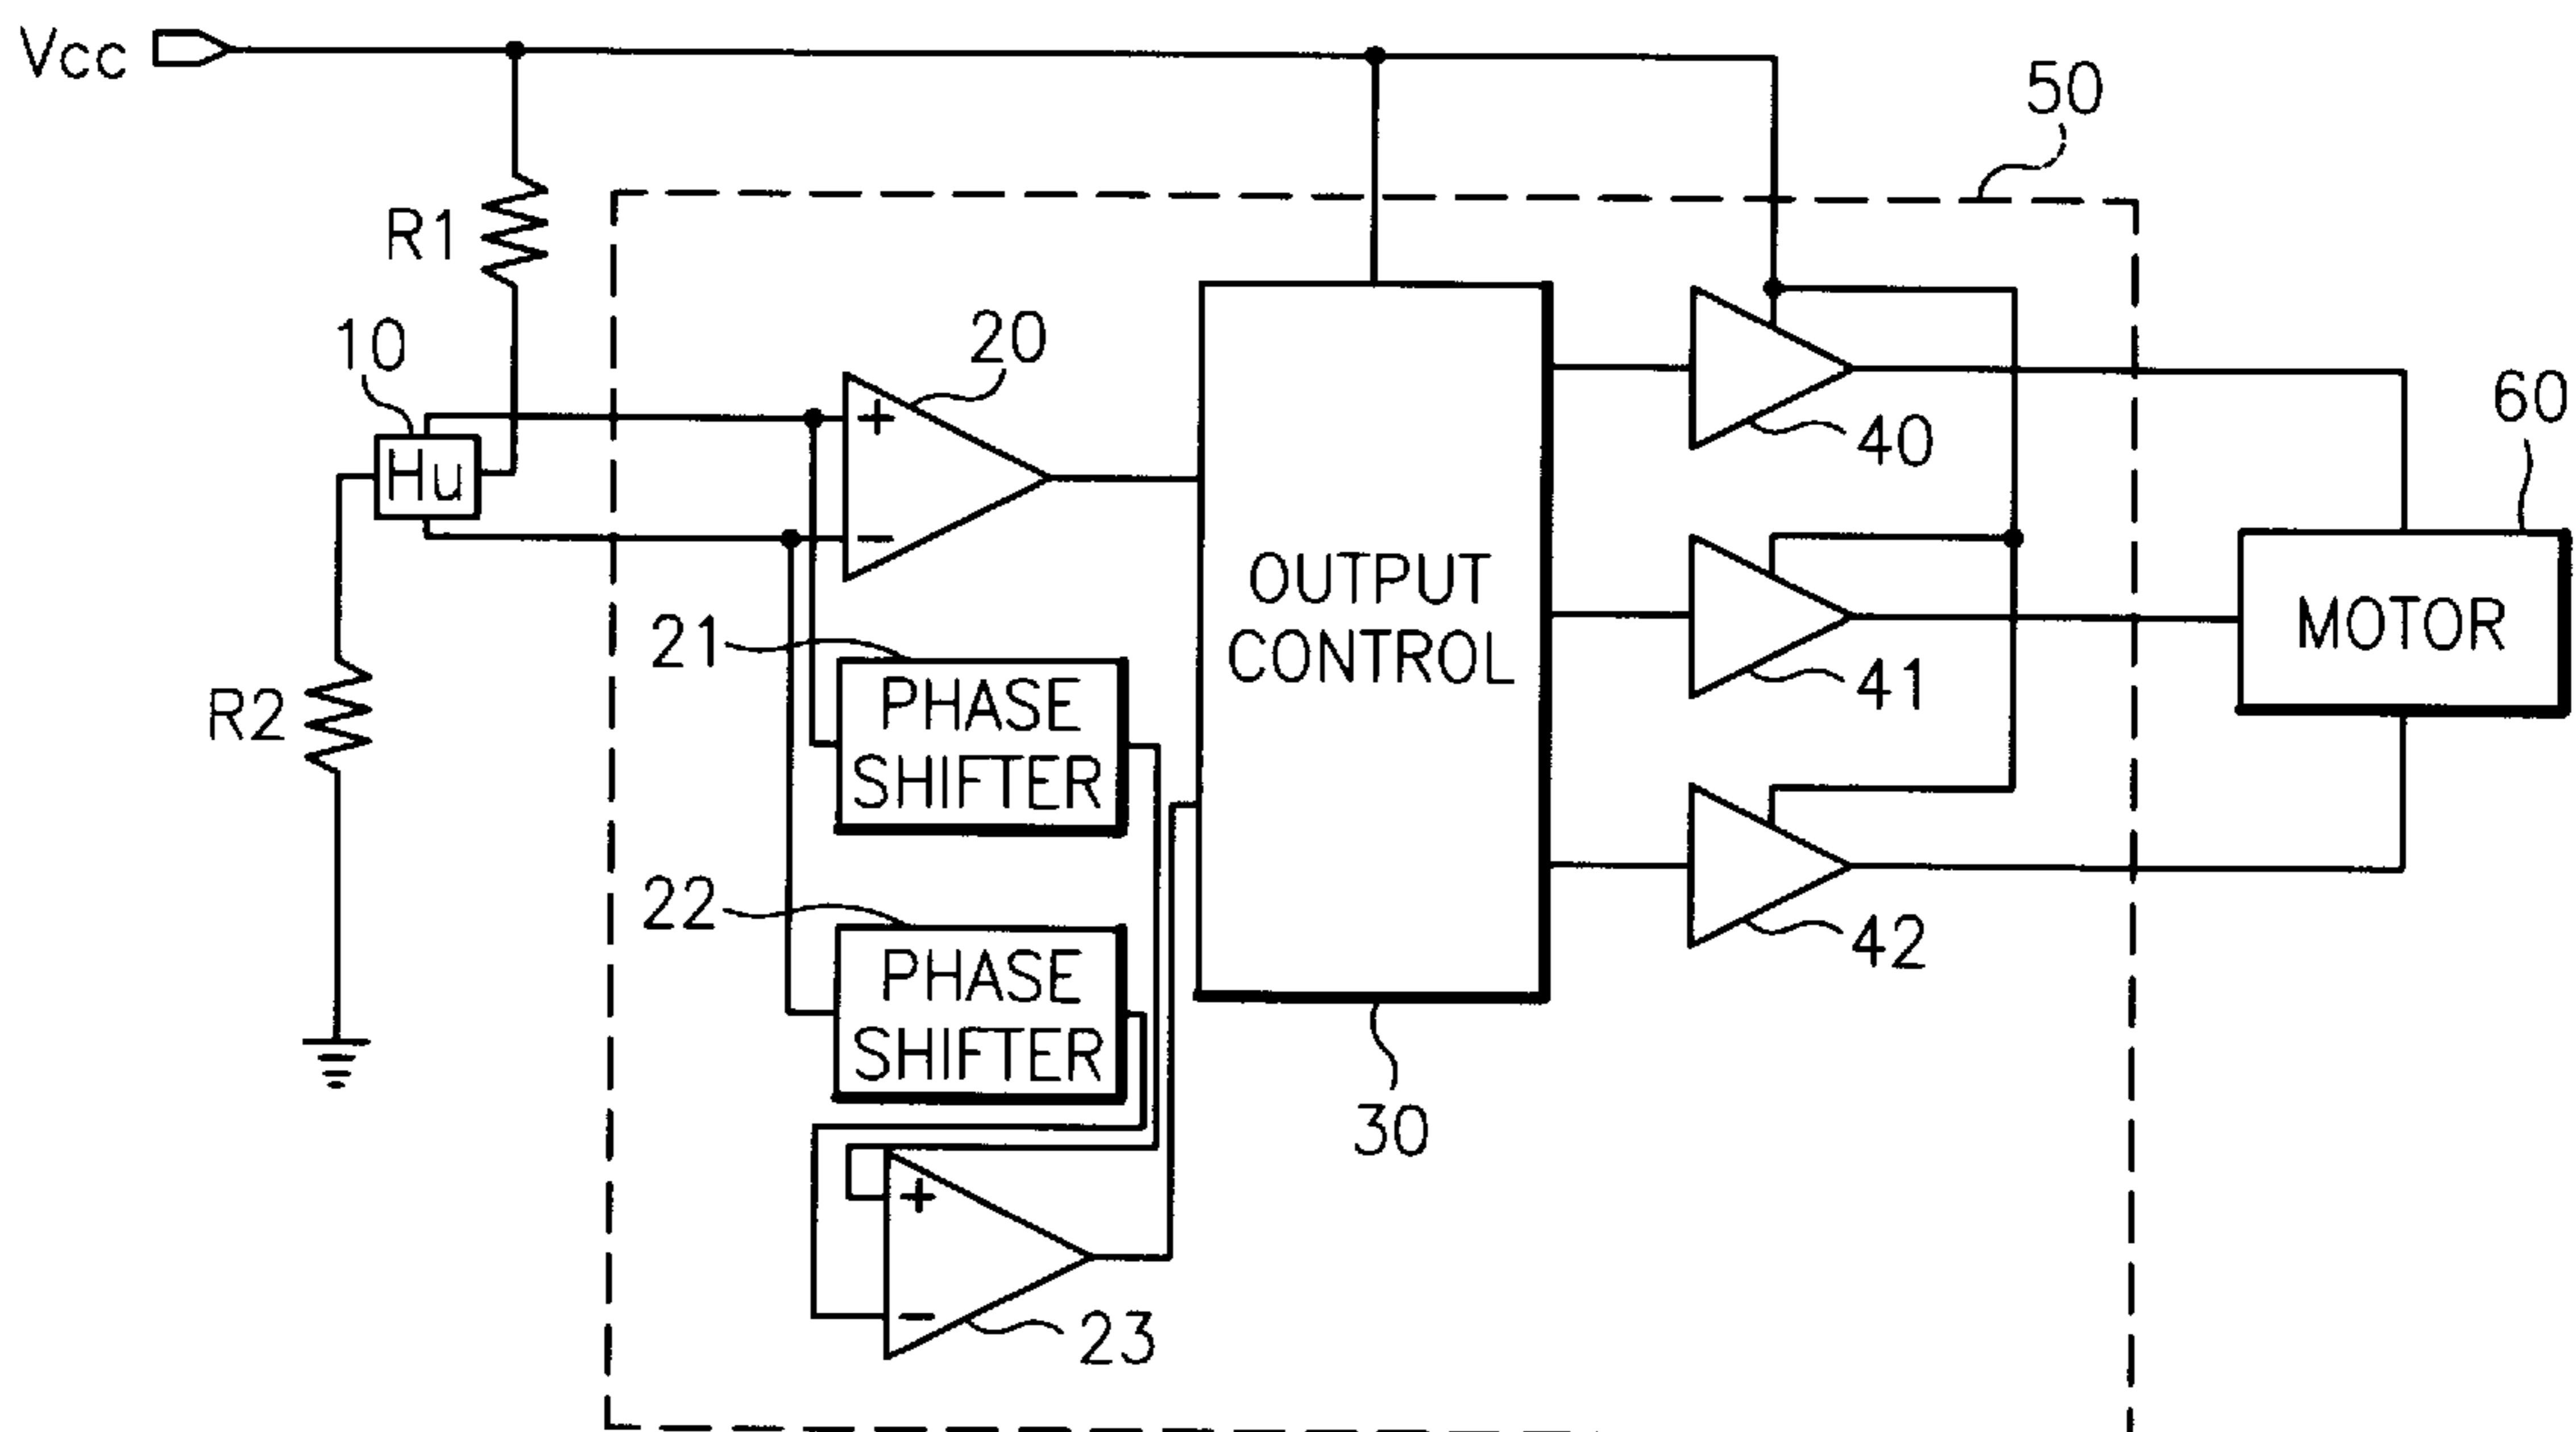 Vcc
50
R1
10
20
Hu
+
−
40
60
OUTPUT
CONTROL
MOTOR
21
PHASE
SHIFTER
41
R2
22
PHASE
SHIFTER
42
30
+
−
23